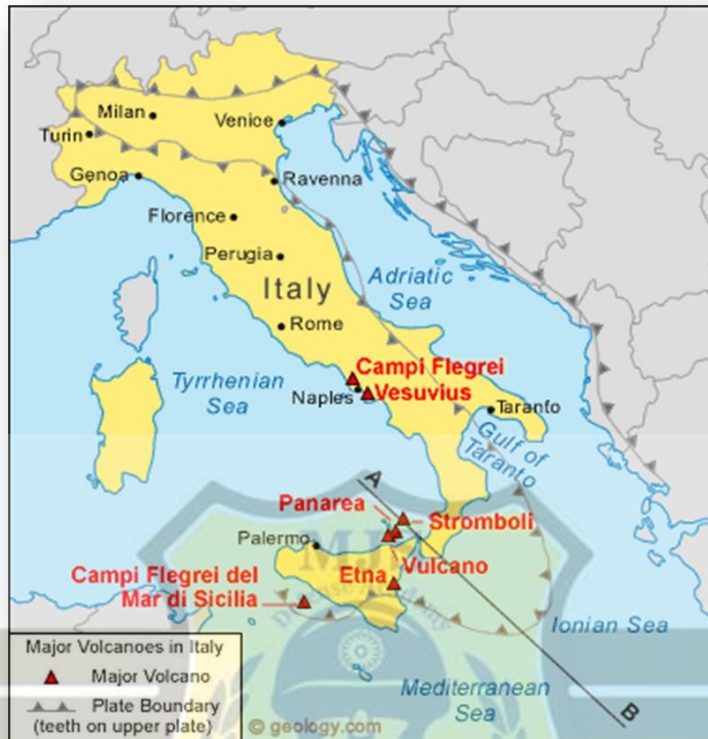 Milan
Venice
Turin
Genoa
Ravenna
Florence
Perugia
Adriatic
Sea
Italy
Rome
Campi Flegrei
Vesuvius
Naples
Tyrrhenian
Sea
Taranto
Gulf of
Taranto
A
Panarea
Stromboli
Palermo
Vulcano
Etna
Campi Flegrei del
Mar di Sicilia
Ionian Sea
Mediterranean
Sea
B
Major Volcanoes in Italy
Major Volcano
Plate Boundary
(teeth on upper plate)
© geology.com